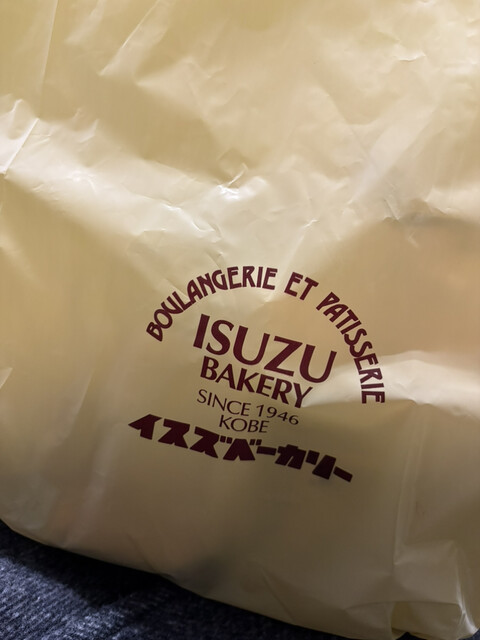 BOULANGERIE ET PATISSERIE
ISUZU
BAKERY
SINCE 1946
KOBE
イスズベーカリー